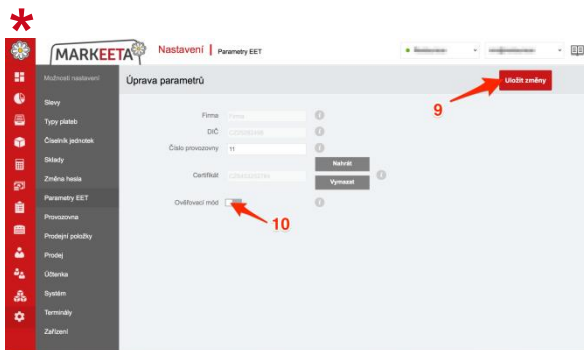 *
MARKEETA
Nastavení | Parametry EET
Možnosti nastavení
Úprava parametrů
Uložit změny
9
Slevy
Typy plateb
Číselník jednotek
Sklady
Změna hesla
Parametry EET
Provozovna
Prodejní položky
Prodej
Účtenka
Systém
Terminály
Zařízení
Firma
Firma
DIČ
Číslo provozovny
11
Certifikát
Nahrát
Vymazat
Ověřovací mód
10